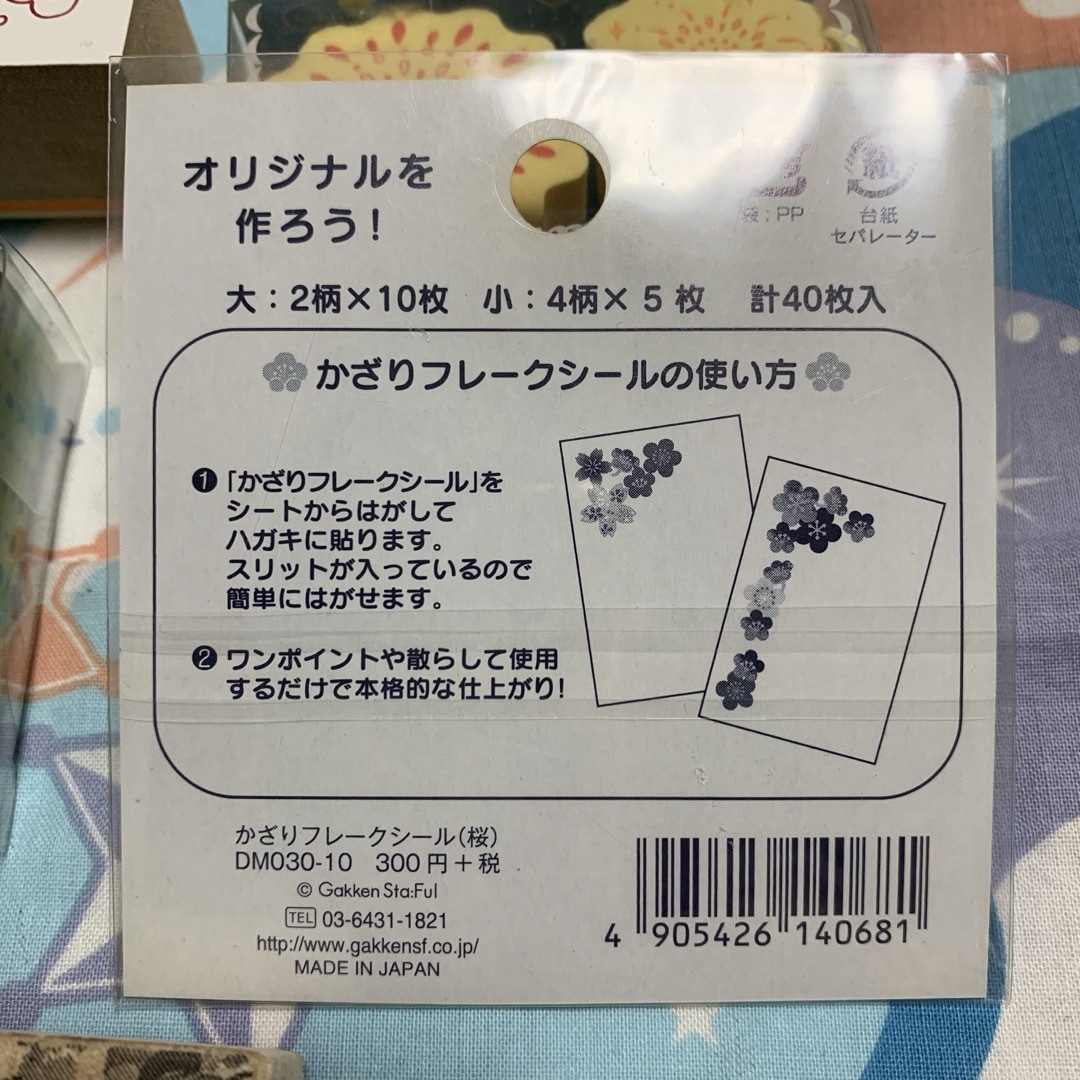 オリジナルを
作ろう!
紙
袋:PP
台紙
セパレーター
大:2柄×10枚 小:4柄×5枚 計40枚入
かざりフレークシールの使い方
❶「かざりフレークシール」を
シートからはがして
ハガキに貼ります。
スリットが入っているので
簡単にはがせます。
❷ワンポイントや散らして使用
するだけで本格的な仕上がり!
かざりフレークシール(桜)
DM030-10 300円+税
© Gakken Sta:Ful
TEL 03-6431-1821
http://www.gakkensf.co.jp/
MADE IN JAPAN
4 905426 140681